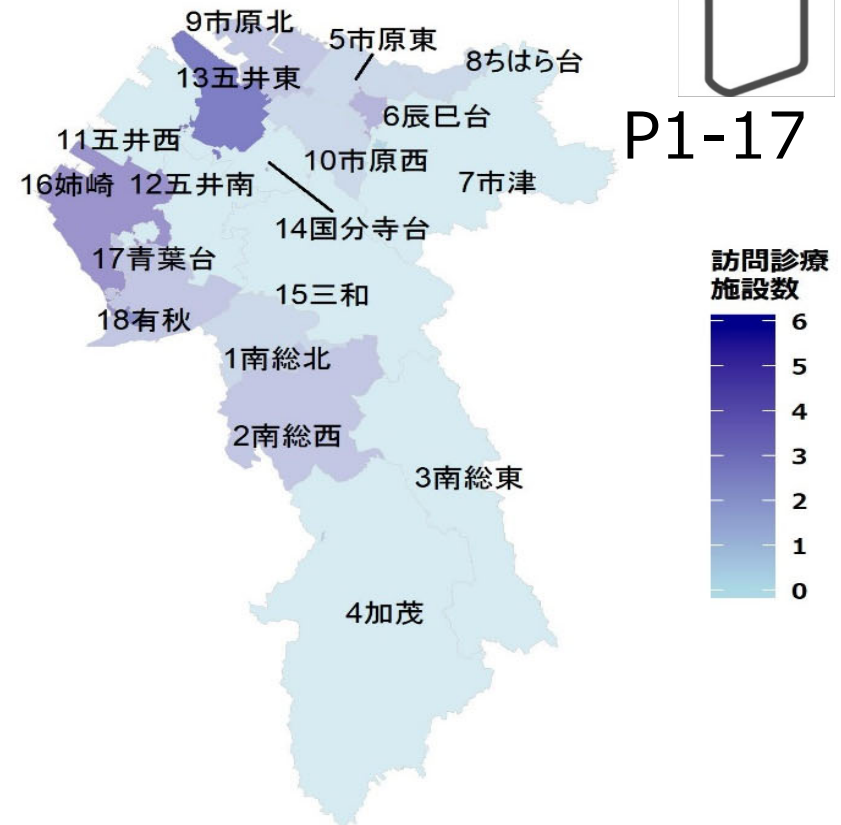 9市原北
5市原東
8ちはら台
13五井東
6辰巳台
P1-17
11五井西
10市原西
16姉崎
12五井南
7市津
14国分寺台
17青葉台
訪問診療
施設数
15三和
18有秋
6
5
4
3
2
1
0
1南総北
2南総西
3南総東
4加茂